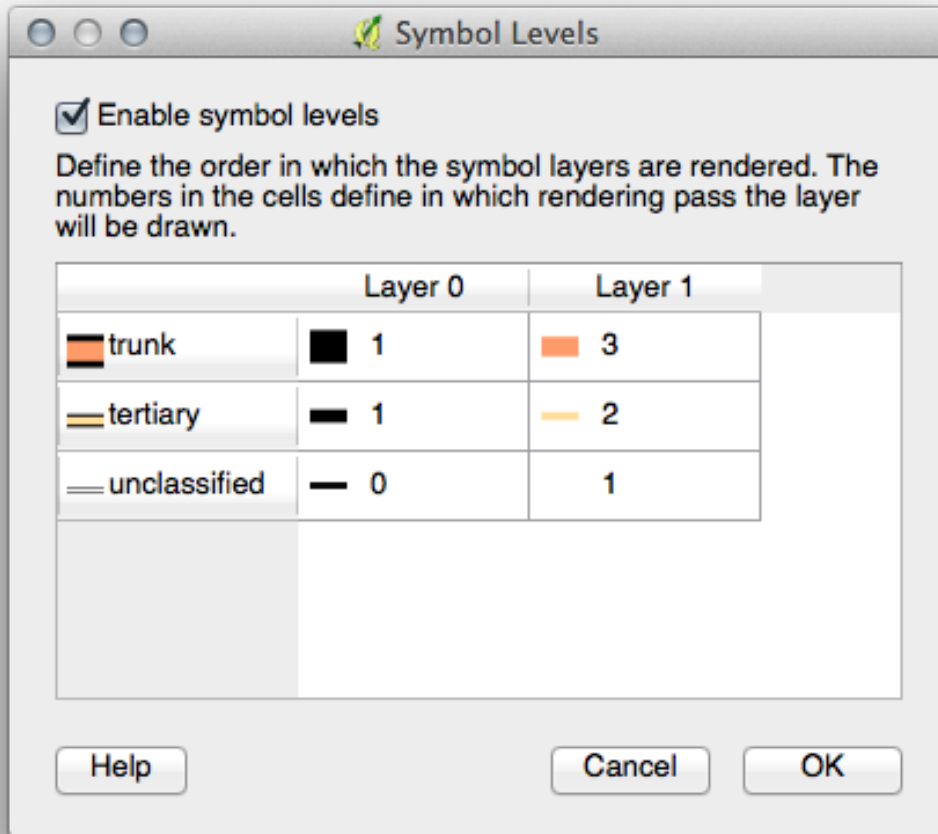 Symbol Levels
Enable symbol levels
Define the order in which the symbol layers are rendered. The
numbers in the cells define in which rendering pass the layer
will be drawn.
Layer 0 Layer 1
trunk 1 3
tertiary 1 2
unclassified 0 1
Help Cancel OK